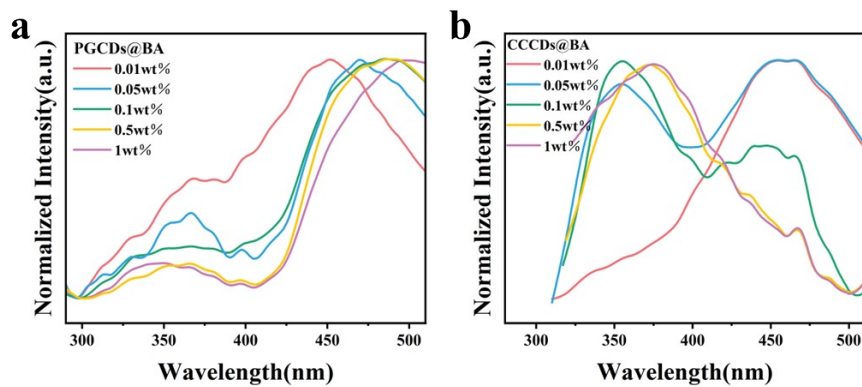 a
PGCDs@BA
0.01wt%
0.05wt%
0.1wt%
0.5wt%
1wt%
Normalized Intensity(a.u.)
300 350 400 450 500
Wavelength(nm)
b
CCCDs@BA
0.01wt%
0.05wt%
0.1wt%
0.5wt%
1wt%
Normalized Intensity(a.u.)
300 350 400 450 500
Wavelength(nm)